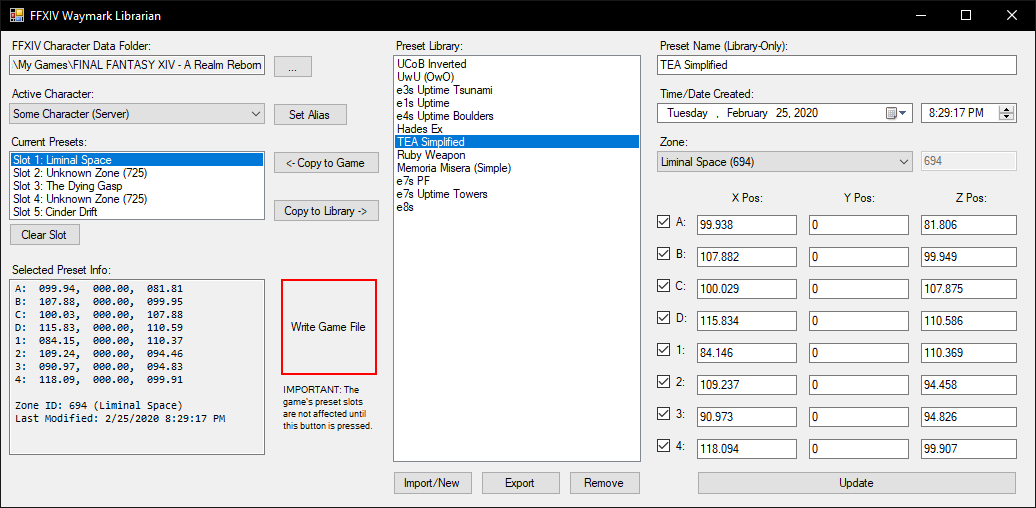 FFXIV Waymark Librarian
FFXIV Character Data Folder:
\My Games\FINAL FANTASY XIV - A Realm Reborn
...
Active Character:
Some Character (Server)
Set Alias
Current Presets:
Slot 1: Liminal Space
Slot 2: Unknown Zone (725)
Slot 3: The Dying Gasp
Slot 4: Unknown Zone (725)
Slot 5: Cinder Drift
<- Copy to Game
Copy to Library ->
Clear Slot
Selected Preset Info:
A: 099.94, 000.00, 081.81
B: 107.88, 000.00, 099.95
C: 100.03, 000.00, 107.88
D: 115.83, 000.00, 110.59
1: 084.15, 000.00, 110.37
2: 109.24, 000.00, 094.46
3: 090.97, 000.00, 094.83
4: 118.09, 000.00, 099.91
Zone ID: 694 (Liminal Space)
Last Modified: 2/25/2020 8:29:17 PM
Write Game File
IMPORTANT: The
game's preset slots
are not affected until
this button is pressed.
Preset Library:
UCoB Inverted
UwU (OwO)
e3s Uptime Tsunami
e1s Uptime
e4s Uptime Boulders
Hades Ex
TEA Simplified
Ruby Weapon
Memoria Misera (Simple)
e7s PF
e7s Uptime Towers
e8s
Import/New
Export
Remove
Preset Name (Library-Only):
TEA Simplified
Time/Date Created:
Tuesday , February 25, 2020
8:29:17 PM
Zone:
Liminal Space (694)
694
X Pos: Y Pos: Z Pos:
A: 99.938 0 81.806
B: 107.882 0 99.949
C: 100.029 0 107.875
D: 115.834 0 110.586
1: 84.146 0 110.369
2: 109.237 0 94.458
3: 90.973 0 94.826
4: 118.094 0 99.907
Update